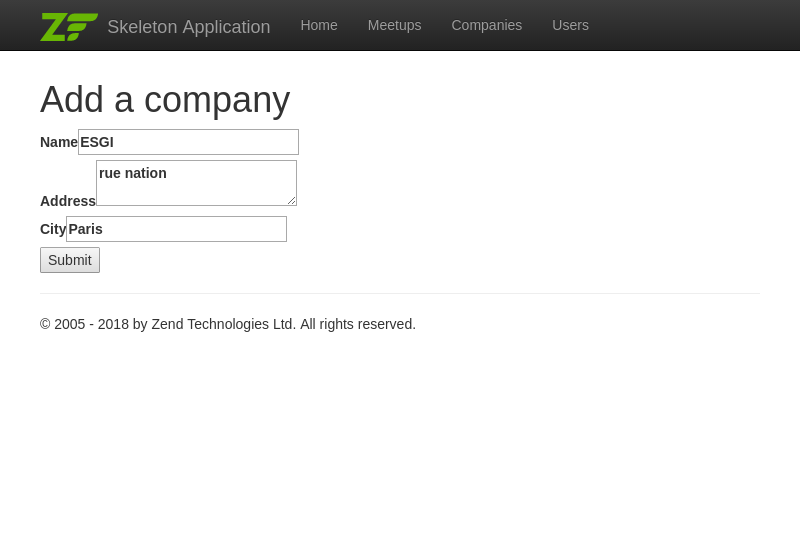 ZF Skeleton Application Home Meetups Companies Users
Add a company
Name ESGI
rue nation
Address
City Paris
Submit
© 2005 - 2018 by Zend Technologies Ltd. All rights reserved.